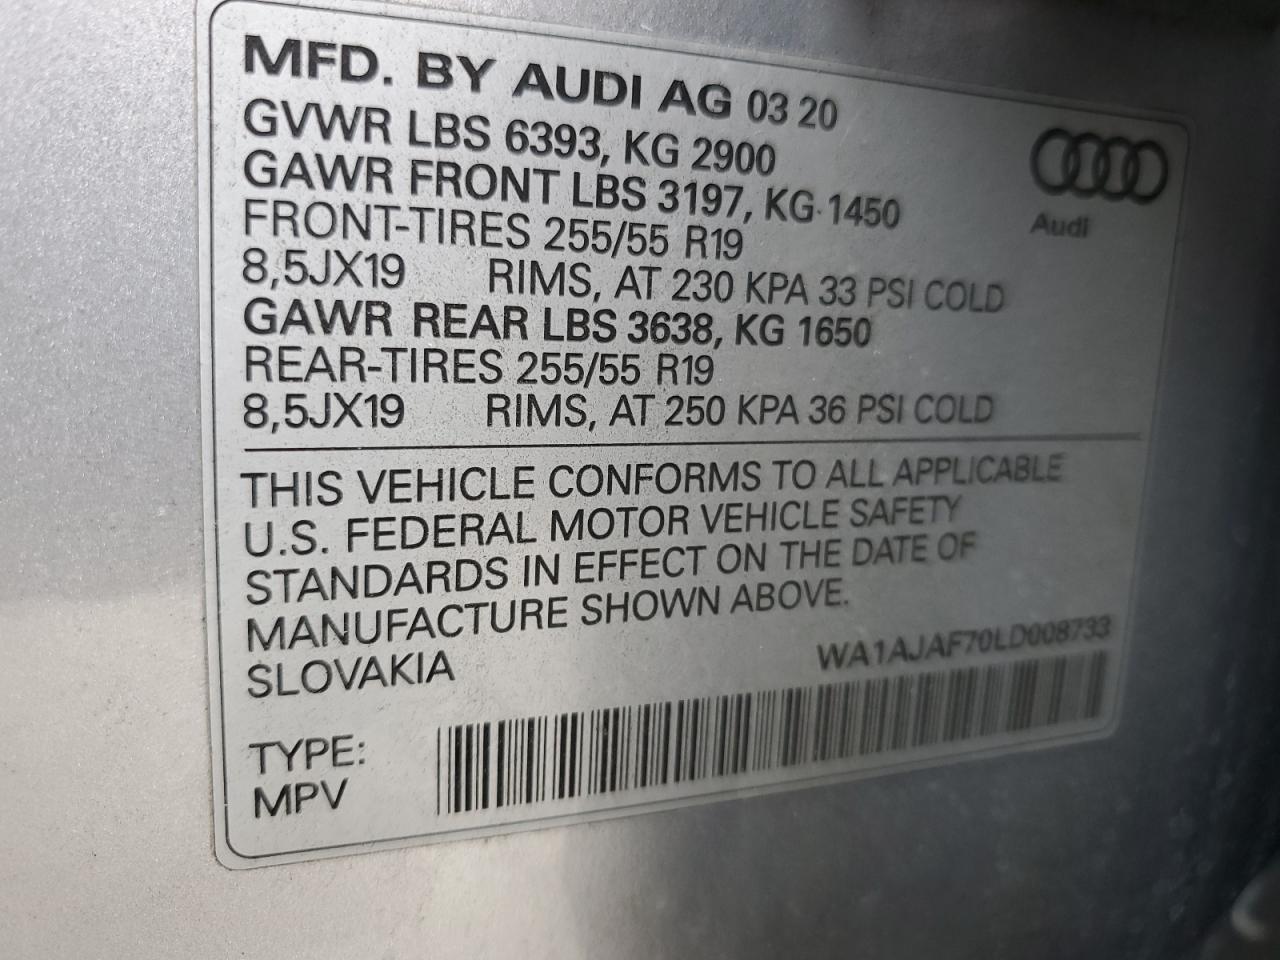 MFD. BY AUDI AG 03 20
GVWR LBS 6393, KG 2900
GAWR FRONT LBS 3197, KG 1450
FRONT-TIRES 255/55 R19
8,5JX19 RIMS, AT 230 KPA 33 PSI COLD
GAWR REAR LBS 3638, KG 1650
REAR-TIRES 255/55 R19
8,5JX19 RIMS, AT 250 KPA 36 PSI COLD
Audi
THIS VEHICLE CONFORMS TO ALL APPLICABLE
U.S. FEDERAL MOTOR VEHICLE SAFETY
STANDARDS IN EFFECT ON THE DATE OF
MANUFACTURE SHOWN ABOVE.
SLOVAKIA
WA1AJAF70LD008733
TYPE:
MPV